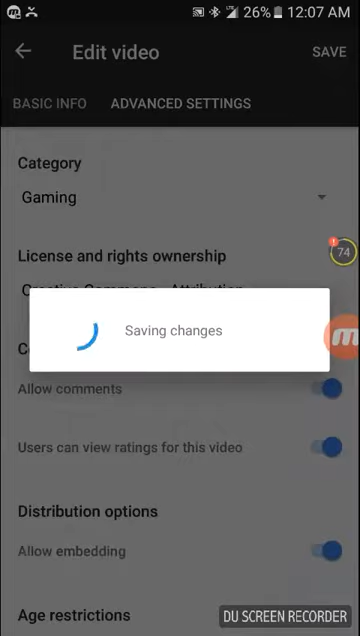 26% 12:07 AM
Edit video SAVE
BASIC INFO ADVANCED SETTINGS
Category
Gaming
License and rights ownership
74
Creative Commons - Attribution
Saving changes
Allow comments
Users can view ratings for this video
Distribution options
Allow embedding
Age restrictions
DU SCREEN RECORDER